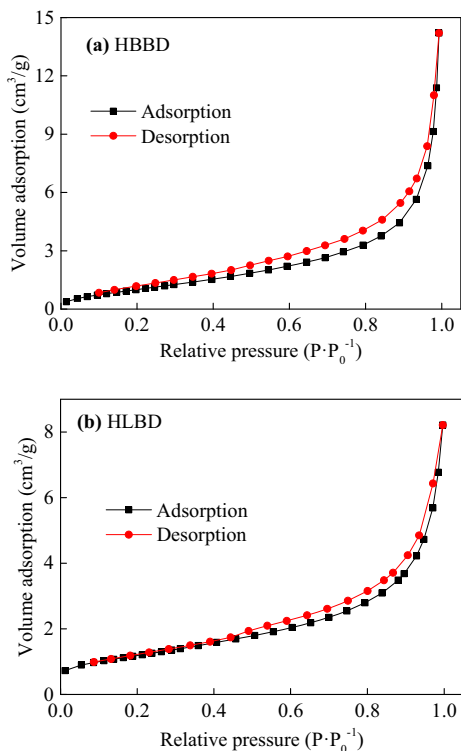 (a) HBBD
Adsorption
Desorption
Volume adsorption (cm³/g)
15
12
9
6
3
0
0.0 0.2 0.4 0.6 0.8 1.0
Relative pressure (P·P₀⁻¹)
(b) HLBD
Adsorption
Desorption
Volume adsorption (cm³/g)
8
6
4
2
0
0.0 0.2 0.4 0.6 0.8 1.0
Relative pressure (P·P₀⁻¹)